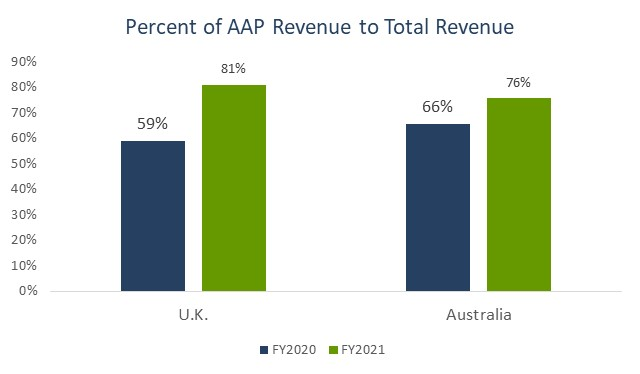 Percent of AAP Revenue to Total Revenue
90%
80%
70%
60%
50%
40%
30%
20%
10%
0%
59%
81%
66%
76%
U.K.
Australia
FY2020
FY2021